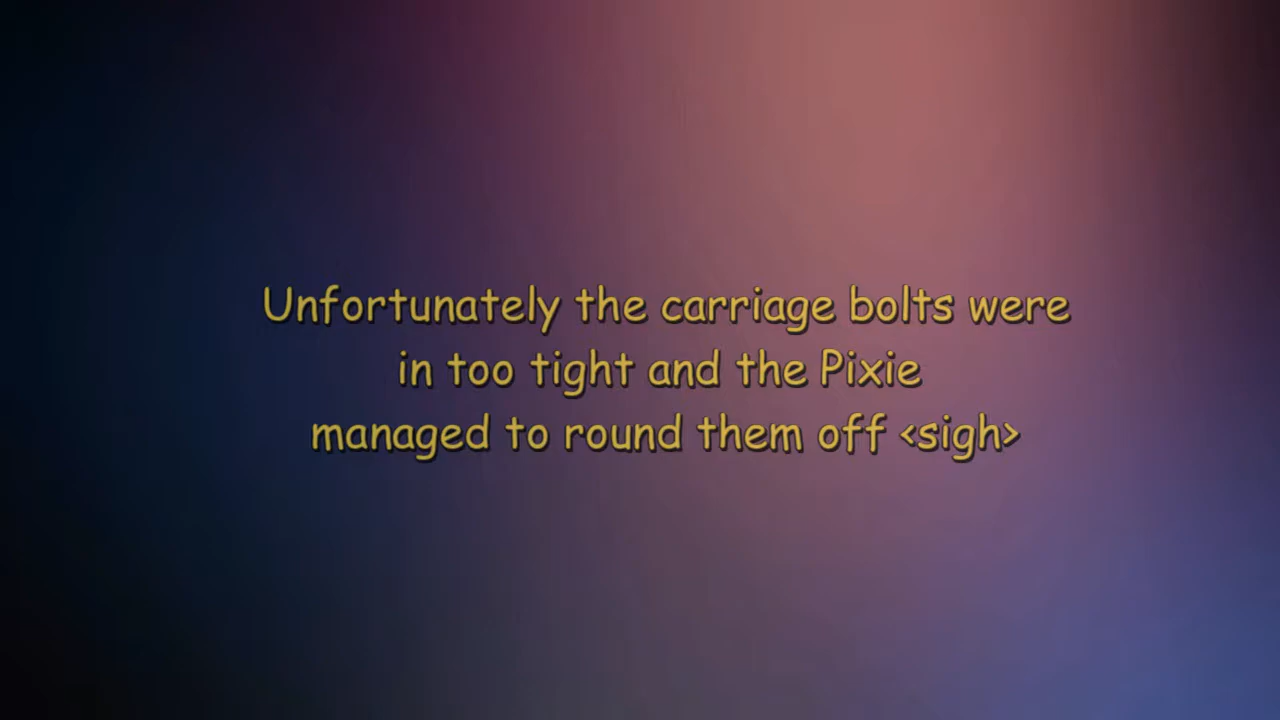 Unfortunately the carriage bolts were
in too tight and the Pixie
managed to round them off <sigh>